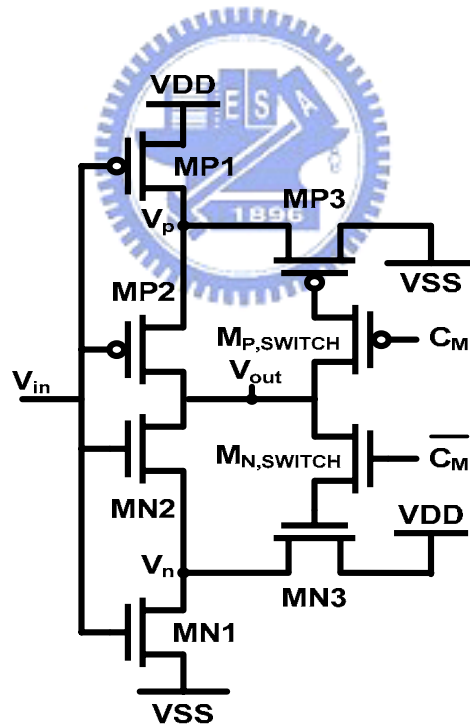 VDD
E S A
MP1
1896
MP3
Vp
VSS
MP2
MP,SWITCH
CM
Vin
Vout
MN,SWITCH
CM
MN2
VDD
Vn
MN3
MN1
VSS